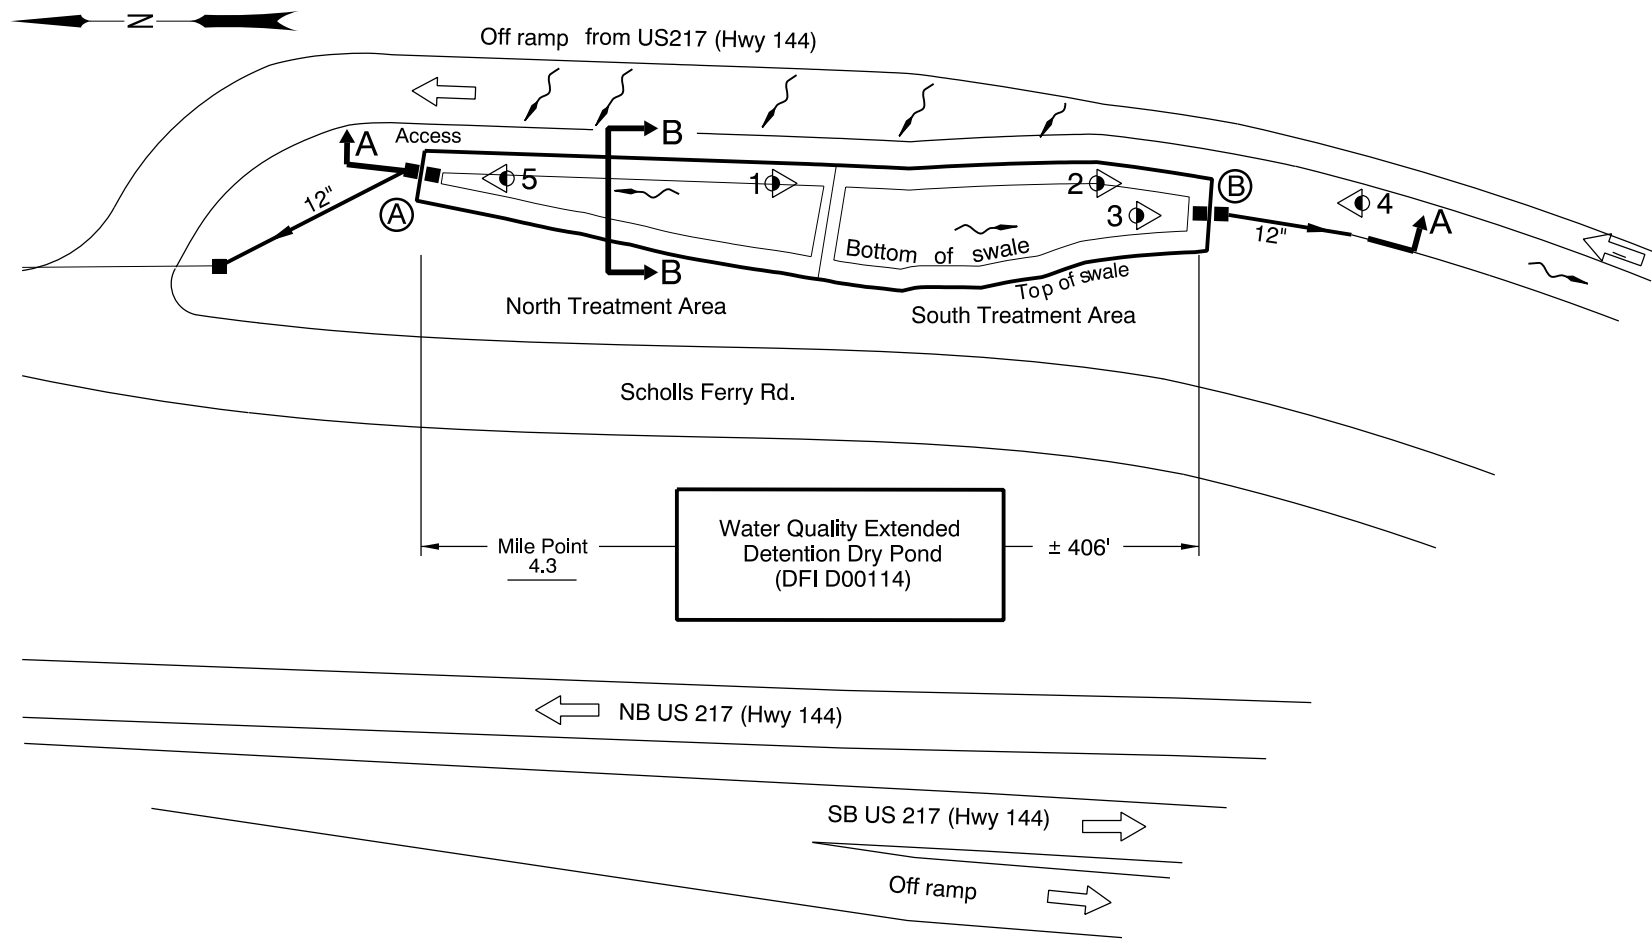 N
Off ramp from US217 (Hwy 144)
A
Access
B
12"
A
5
1
2
3
B
4
A
12"
Bottom of swale
B
Top of swale
North Treatment Area
South Treatment Area
Scholls Ferry Rd.
Mile Point
4.3
Water Quality Extended
Detention Dry Pond
(DFI D00114)
± 406'
NB US 217 (Hwy 144)
SB US 217 (Hwy 144)
Off ramp